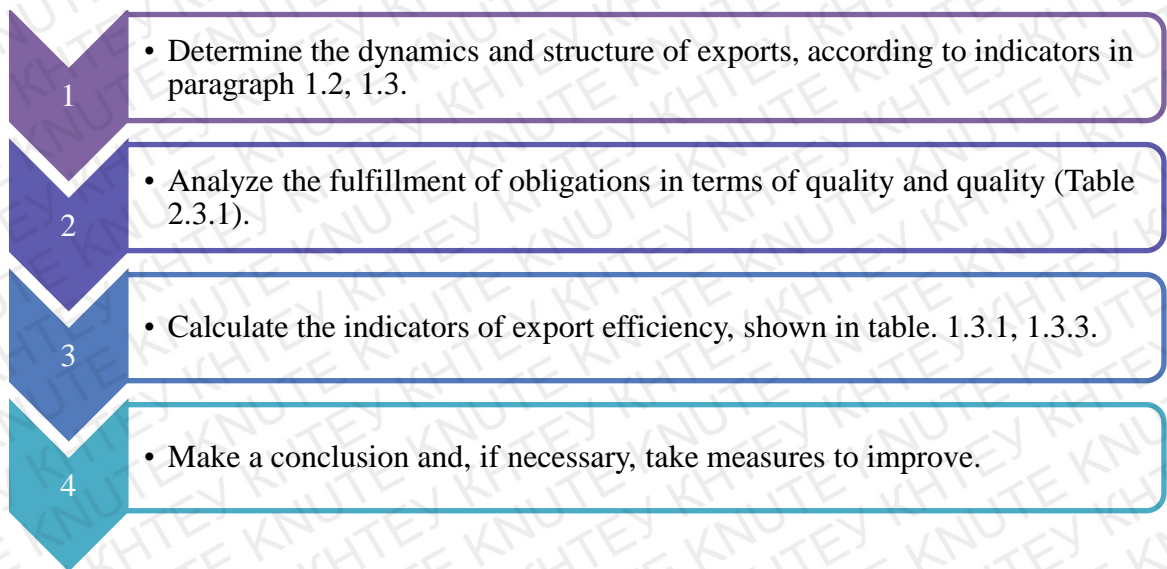 1
• Determine the dynamics and structure of exports, according to indicators in
paragraph 1.2, 1.3.
2
• Analyze the fulfillment of obligations in terms of quality and quality (Table
2.3.1).
3
• Calculate the indicators of export efficiency, shown in table. 1.3.1, 1.3.3.
4
• Make a conclusion and, if necessary, take measures to improve.